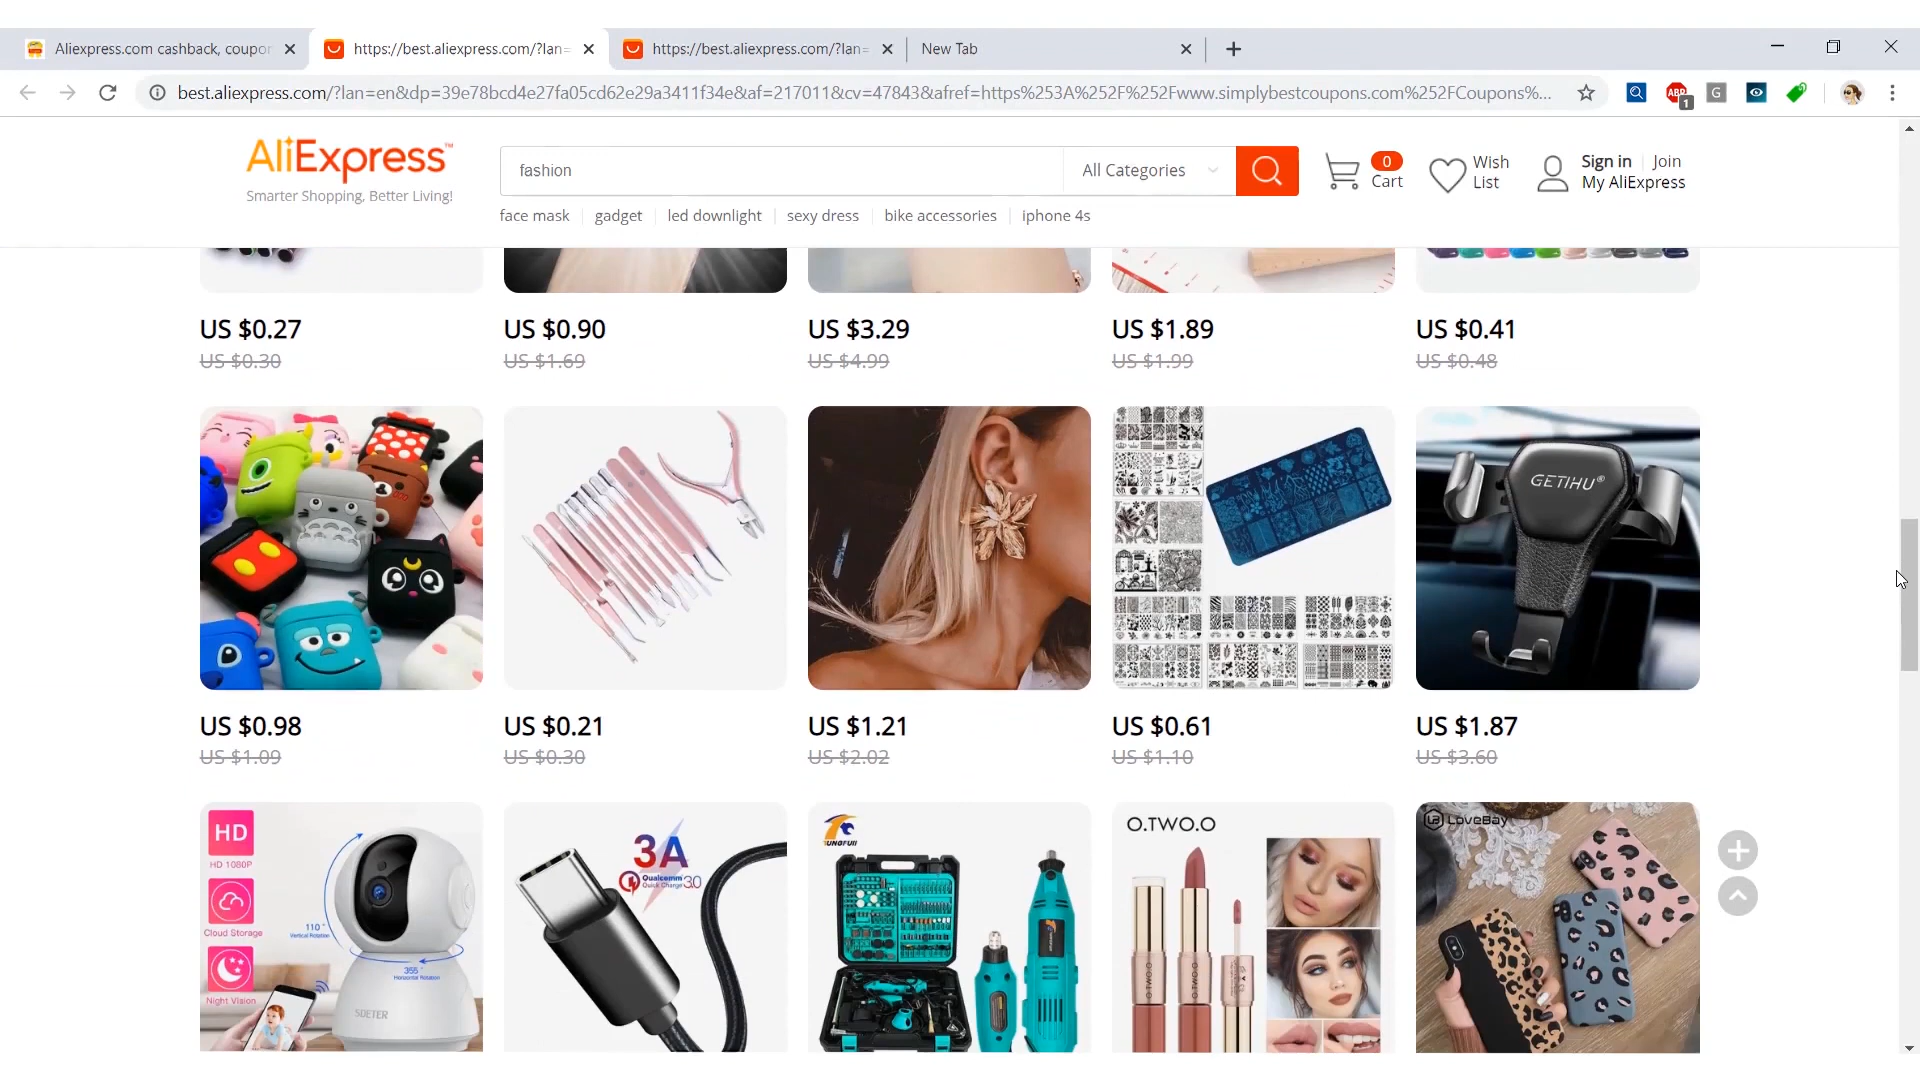 Aliexpress.com cashback, coupon
https://best.aliexpress.com/?lan=
https://best.aliexpress.com/?lan=
New Tab
best.aliexpress.com/?lan=en&dp=39e78bcd4e27fa05cd62e29a3411f34e&af=217011&cv=47843&afref=https%253A%252F%252Fwww.simplybestcoupons.com%252FCoupons%...
ABP
1
G
AliExpress™
Smarter Shopping, Better Living!
fashion
All Categories
0
Cart
Wish
List
Sign in
Join
My AliExpress
face mask
gadget
led downlight
sexy dress
bike accessories
iphone 4s
US $0.27
US $0.90
US $3.29
US $1.89
US $0.41
US $0.30
US $1.69
US $4.99
US $1.99
US $0.48
GETIHU®
US $0.98
US $0.21
US $1.21
US $0.61
US $1.87
US $1.09
US $0.30
US $2.02
US $1.10
US $3.60
HD
HD 1080P
Cloud Storage
Night Vision
110°
Vertical Rotation
355°
Horizontal Rotation
SDETER
3A
Qualcomm
Quick Charge 3.0
TUNGFULL
O.TWO.O
O.TWO.O
O.TWO.O
LoveBay